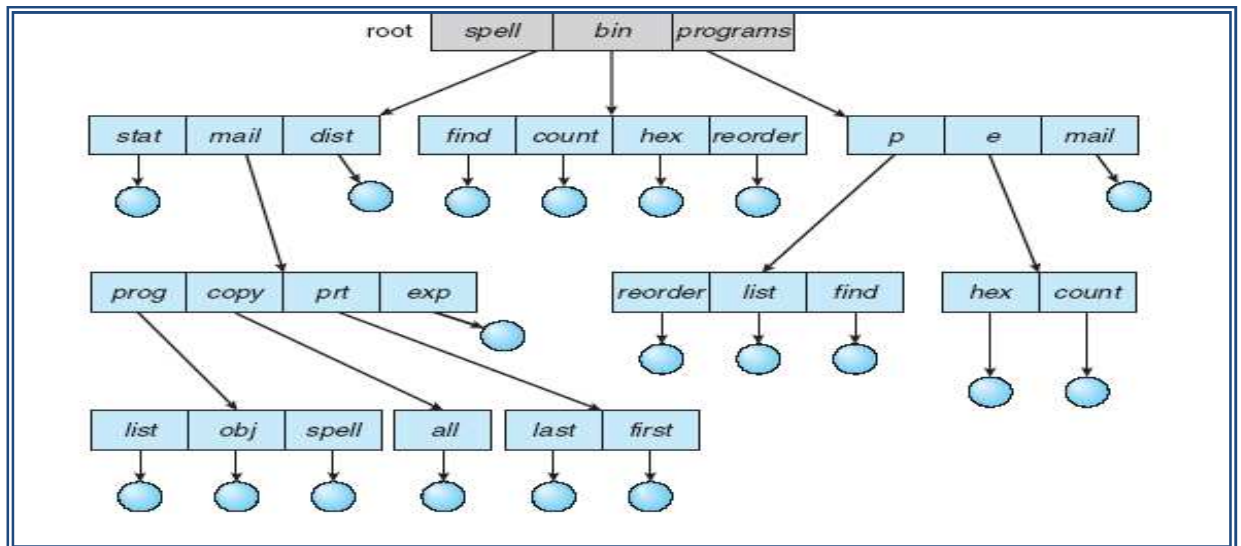 root spell bin programs
stat mail dist find count hex reorder p e mail
prog copy prt exp reorder list find hex count
list obj spell all last first